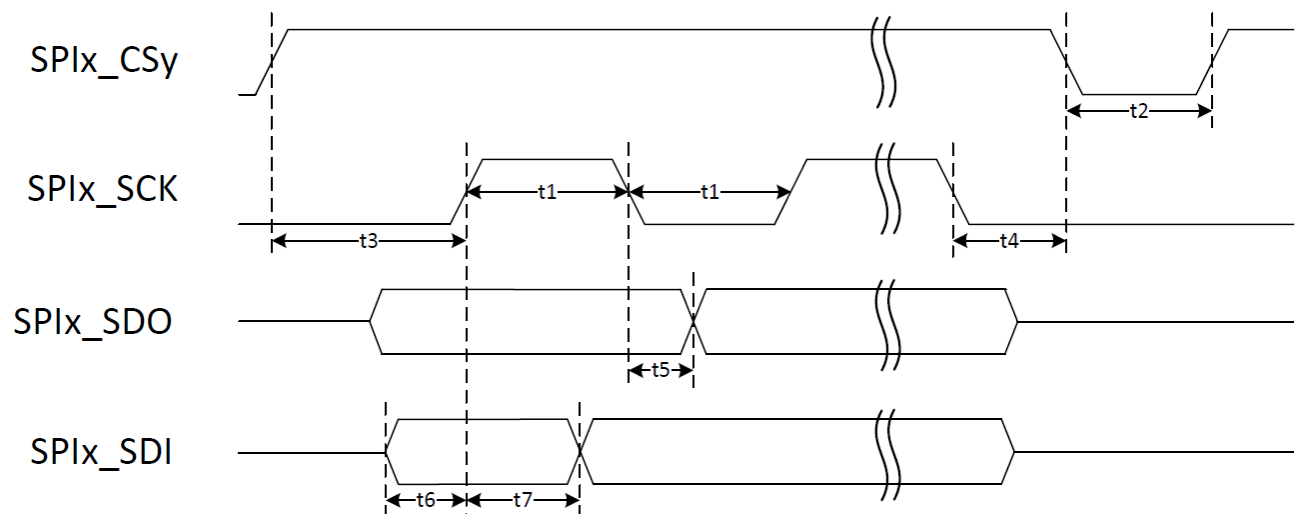 SPIx_CSy
t2
SPIx_SCK
t1 t1
t3 t4
SPIx_SDO
t5
SPIx_SDI
t6 t7